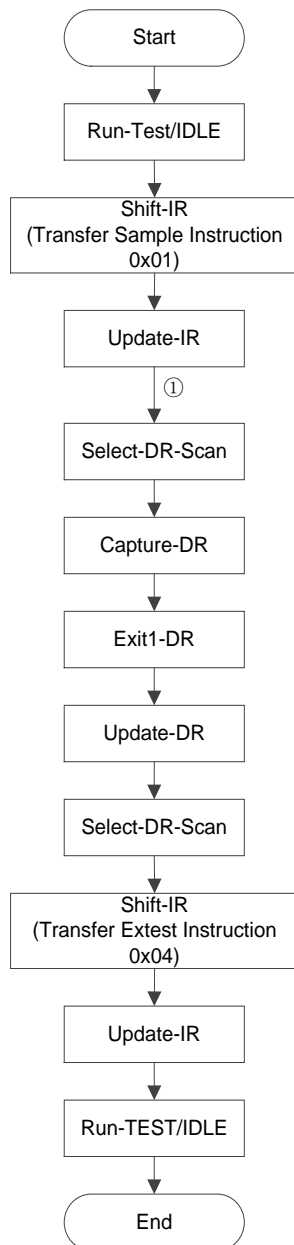 Start
Run-Test/IDLE
Shift-IR
(Transfer Sample Instruction
0x01)
Update-IR
①
Select-DR-Scan
Capture-DR
Exit1-DR
Update-DR
Select-DR-Scan
Shift-IR
(Transfer Extest Instruction
0x04)
Update-IR
Run-TEST/IDLE
End